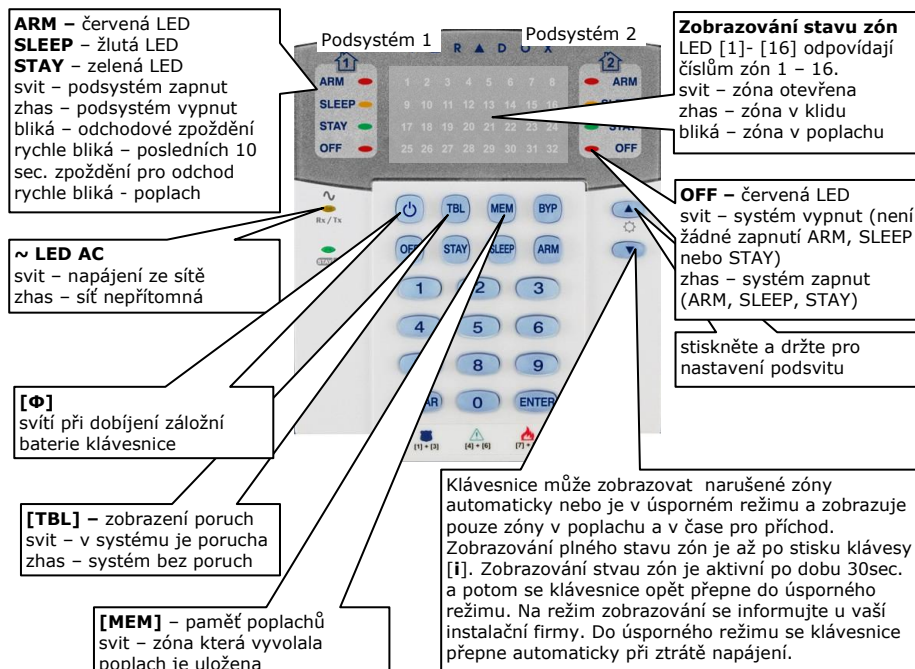 ARM – červená LED
SLEEP – žlutá LED
STAY – zelená LED
svit – podsystém zapnut
zhas – podsystém vypnut
bliká – odchodové zpoždění
rychle bliká – posledních 10
sec. zpoždění pro odchod
rychle bliká - poplach
Podsystém 1
R A D O X
Podsystém 2
Zobrazování stavu zón
LED [1]- [16] odpovídají
číslům zón 1 – 16.
svit – zóna otevřena
zhas – zóna v klidu
bliká – zóna v poplachu
1
ARM
SLEEP
STAY
OFF
1 2 3 4 5 6 7 8
9 10 11 12 13 14 15 16
17 18 19 20 21 22 23 24
25 26 27 28 29 30 31 32
2
ARM
STAY
OFF
OFF – červená LED
svit – systém vypnut (není
žádné zapnutí ARM, SLEEP
nebo STAY)
zhas – systém zapnut
(ARM, SLEEP, STAY)
~
Rx / Tx
~ LED AC
svit – napájení ze sítě
zhas – síť nepřítomná
TBL MEM BYP
OFF STAY SLEEP ARM
1 2 3
4 5 6
8 9
0 ENTER
[1] + [3] [4] + [6] [7] +
stiskněte a držte pro
nastavení podsvitu
[Φ]
svítí při dobíjení záložní
baterie klávesnice
[TBL] – zobrazení poruch
svit – v systému je porucha
zhas – systém bez poruch
[MEM] – paměť poplachů
svit – zóna která vyvolala
poplach je uložena
Klávesnice může zobrazovat narušené zóny
automaticky nebo je v úsporném režimu a zobrazuje
pouze zóny v poplachu a v čase pro příchod.
Zobrazování plného stavu zón je až po stisku klávesy
[i]. Zobrazování stvau zón je aktivní po dobu 30sec.
a potom se klávesnice opět přepne do úsporného
režimu. Na režim zobrazování se informujte u vaší
instalační firmy. Do úsporného režimu se klávesnice
přepne automaticky při ztrátě napájení.